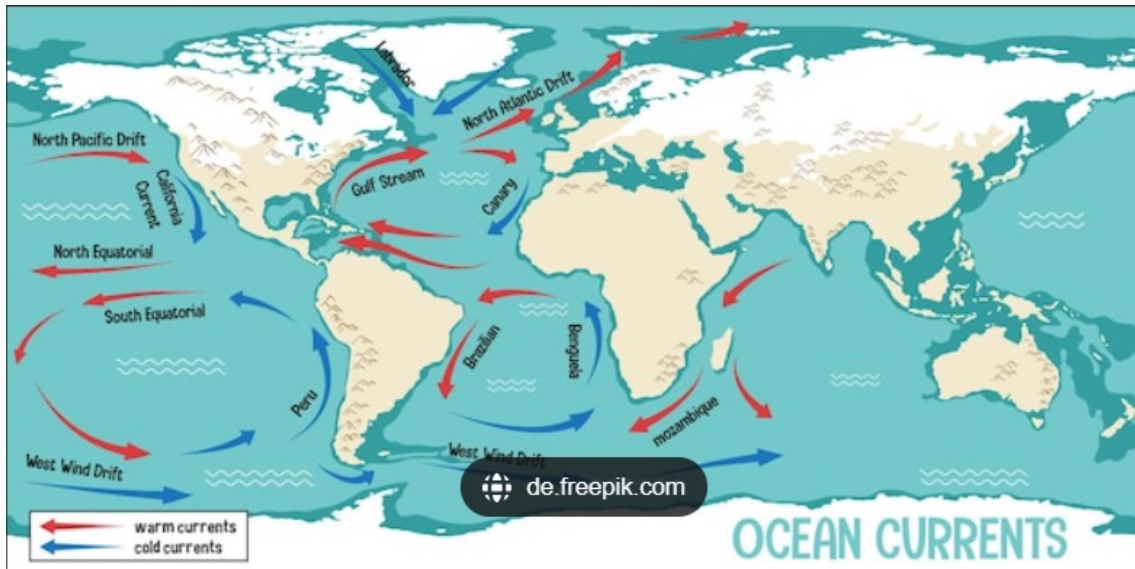 Labrador
North Atlantic Drift
North Pacific Drift
California
Current
Gulf Stream
Canary
North Equatorial
South Equatorial
Brazilian
Benguela
Peru
mozambique
West Wind Drift
West Wind Drift
de.freepik.com
warm currents
cold currents
OCEAN CURRENTS